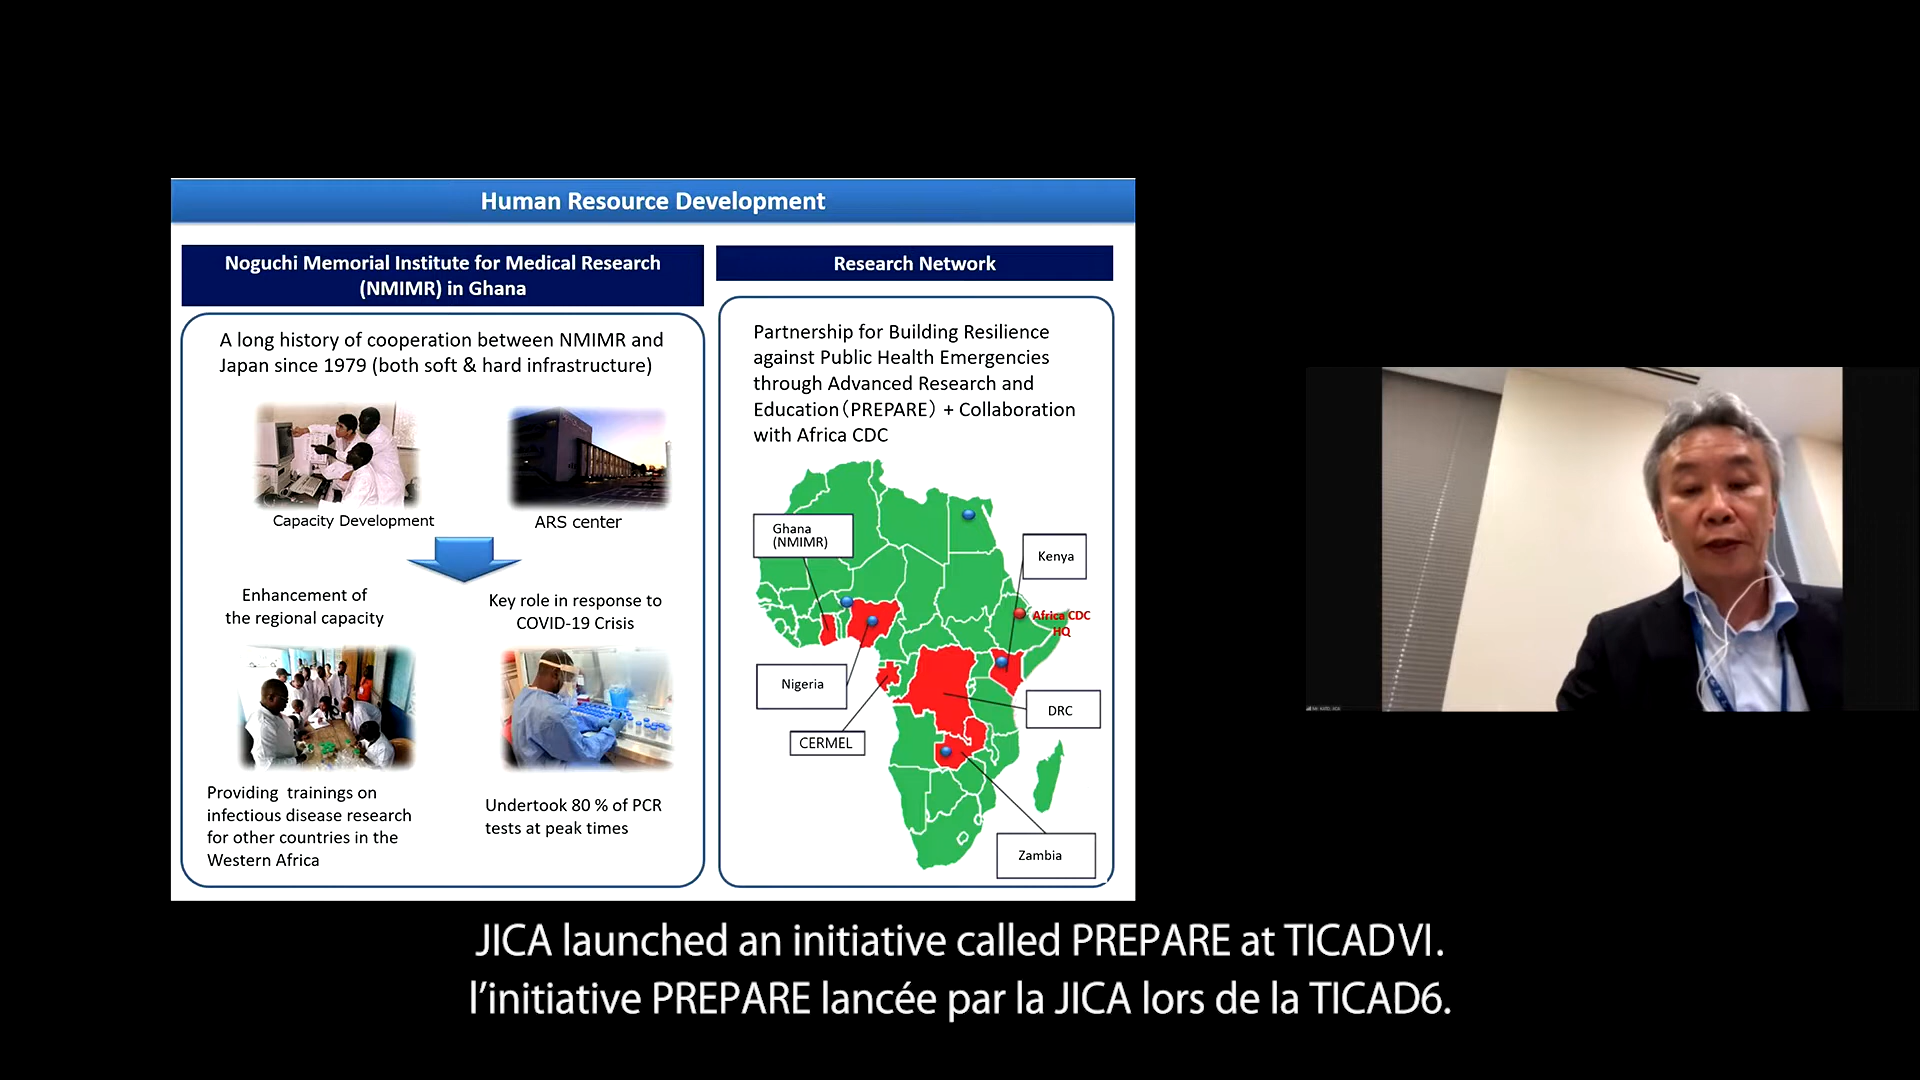 Human Resource Development
Noguchi Memorial Institute for Medical Research
(NMIMR) in Ghana
A long history of cooperation between NMIMR and
Japan since 1979 (both soft & hard infrastructure)
Capacity Development
ARS center
Enhancement of
the regional capacity
Key role in response to
COVID-19 Crisis
Providing trainings on
infectious disease research
for other countries in the
Western Africa
Undertook 80 % of PCR
tests at peak times
Research Network
Partnership for Building Resilience
against Public Health Emergencies
through Advanced Research and
Education（PREPARE） + Collaboration
with Africa CDC
Ghana
(NMIMR)
Kenya
Africa CDC
HQ
Nigeria
DRC
CERMEL
Zambia
JICA launched an initiative called PREPARE at TICAD VI.
l’initiative PREPARE lancée par la JICA lors de la TICAD6.